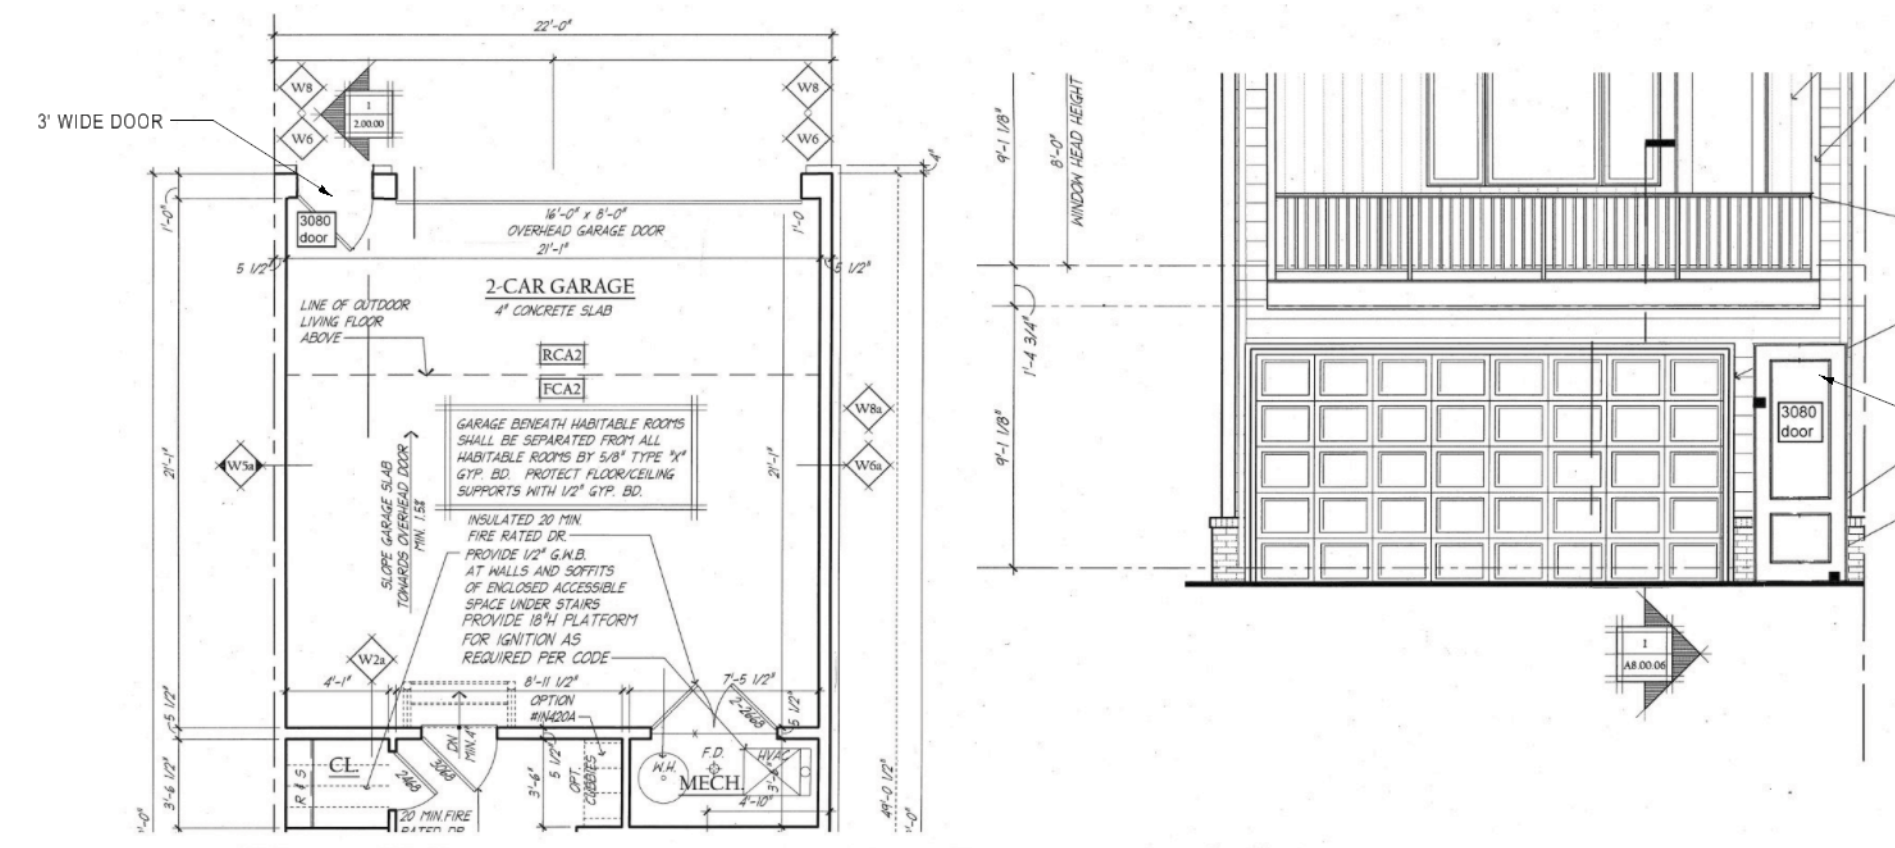 22'-0"
3' WIDE DOOR
W8
W6
1
2.00.00
W8
W6
4"
1'-0"
3080
door
16'-0" x 8'-0"
OVERHEAD GARAGE DOOR
21'-1"
1'-0
5 1/2"
5 1/2"
2-CAR GARAGE
4" CONCRETE SLAB
LINE OF OUTDOOR
LIVING FLOOR
ABOVE
RCA2
FCA2
GARAGE BENEATH HABITABLE ROOMS
SHALL BE SEPARATED FROM ALL
HABITABLE ROOMS BY 5/8" TYPE "X"
GYP. BD. PROTECT FLOOR/CEILING
SUPPORTS WITH 1/2" GYP. BD.
W5a
W8a
W6a
21'-1"
21'-1"
SLOPE GARAGE SLAB
TOWARDS OVERHEAD DOOR
MIN. 1.5%
INSULATED 20 MIN.
FIRE RATED DR.
PROVIDE 1/2" G.W.B.
AT WALLS AND SOFFITS
OF ENCLOSED ACCESSIBLE
SPACE UNDER STAIRS
PROVIDE 18"H PLATFORM
FOR IGNITION AS
REQUIRED PER CODE
W2a
4'-1"
8'-11 1/2"
7'-5 1/2"
OPTION
#IN420A
2-2668
5 1/2"
5 1/2"
DN
MIN.4"
3068
2468
CL.
R & S
3'-6 1/2"
3'-6"
5 1/2"
OPT.
CUBBIES
W.H.
F.D.
MECH.
HVAC
3'-6"
4'-10"
20 MIN.FIRE
RATED DR
49'-0 1/2"
'-0"
'-0"
9'-1 1/8"
8'-0"
WINDOW HEAD HEIGHT
1'-4 3/4"
9'-1 1/8"
3080
door
1
A8.00.06